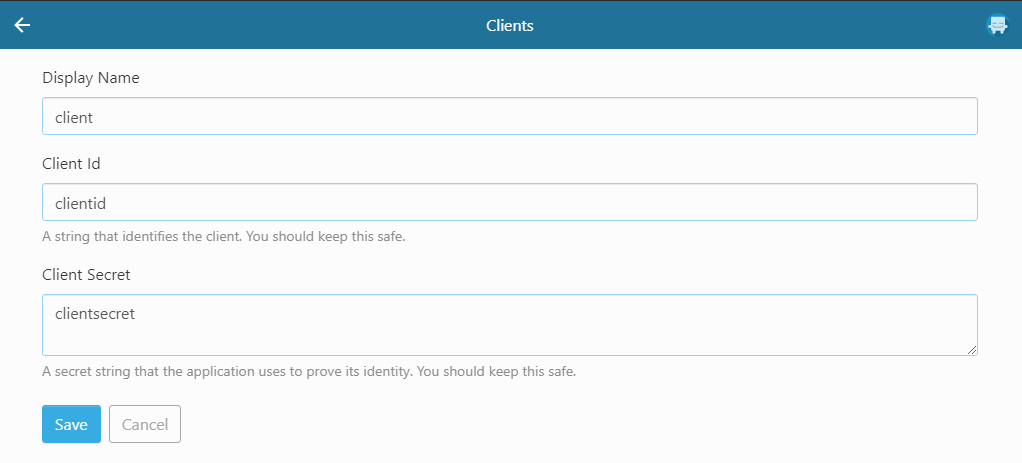 Clients
Display Name
client
Client Id
clientid
A string that identifies the client. You should keep this safe.
Client Secret
clientsecret
A secret string that the application uses to prove its identity. You should keep this safe.
Save Cancel